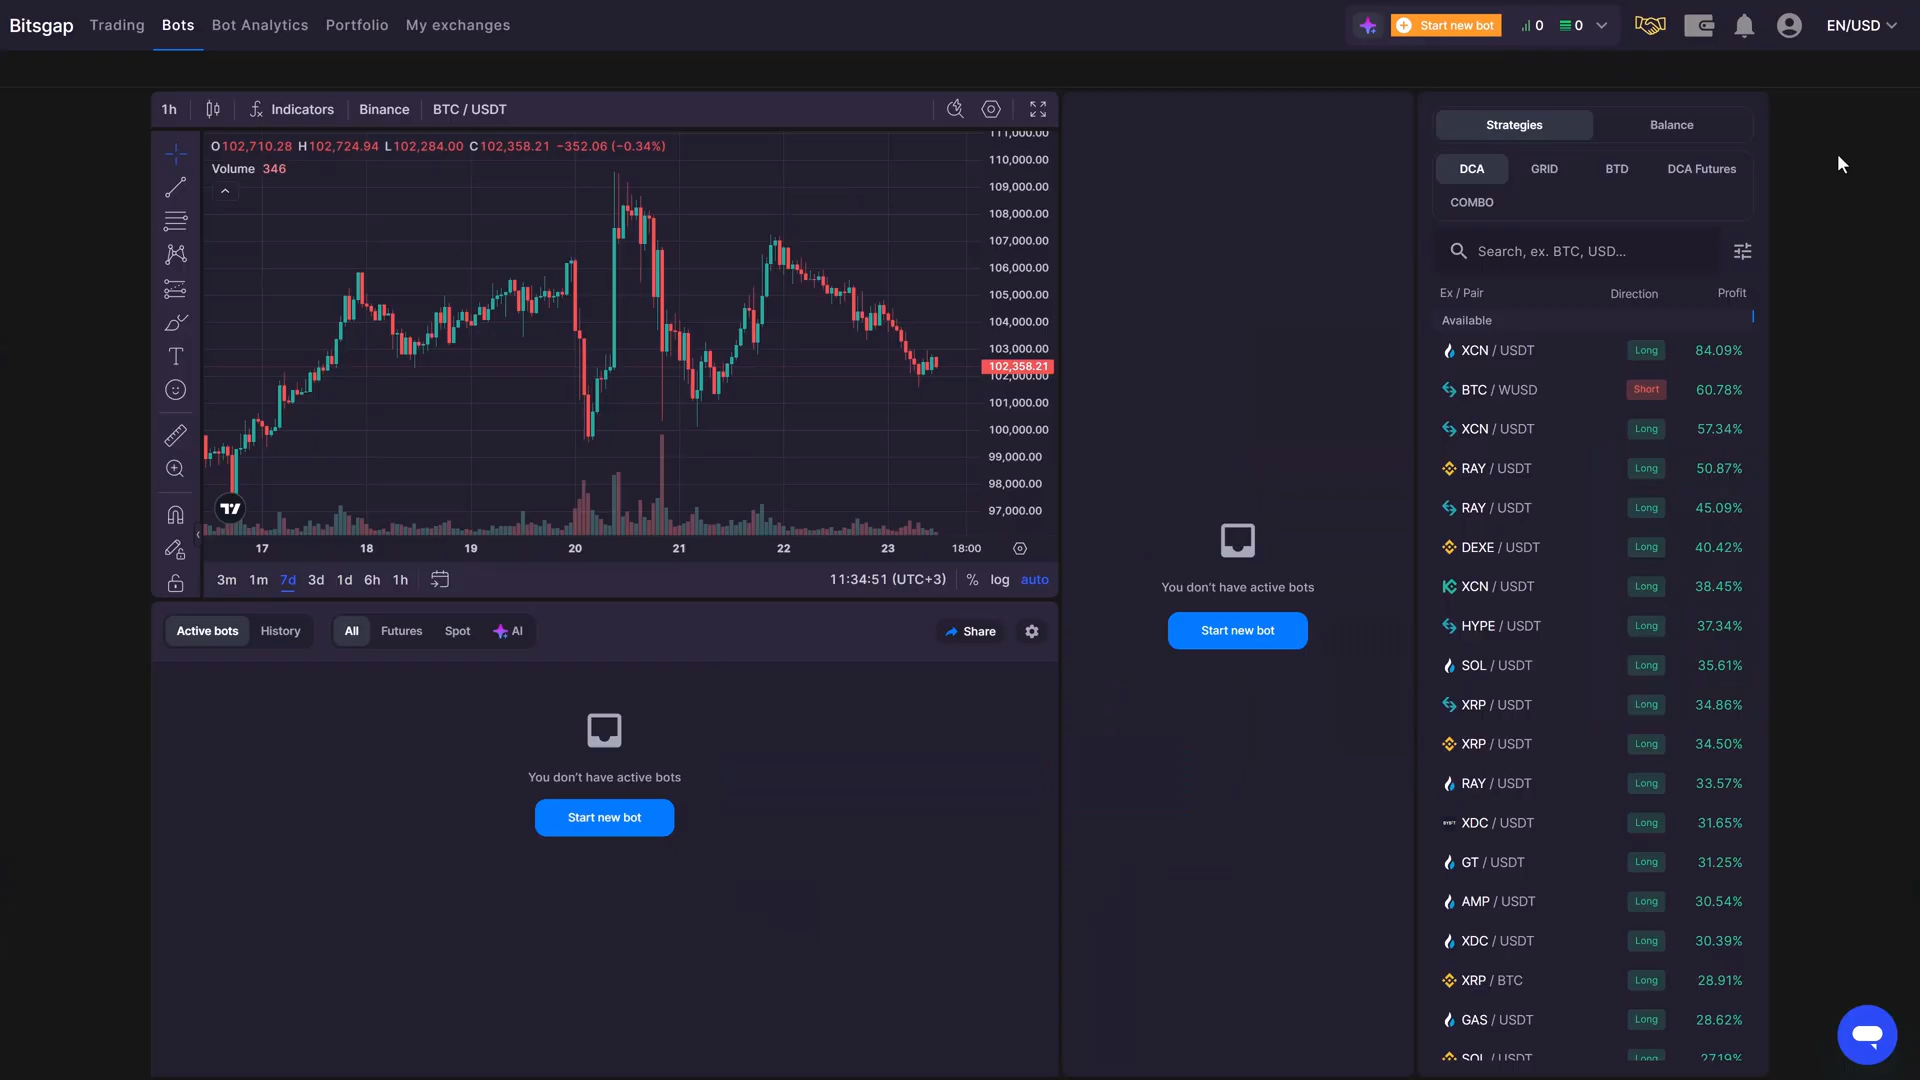 Bitsgap Trading Bots Bot Analytics Portfolio My exchanges Start new bot 0 0 EN/USD
1h Indicators Binance BTC / USDT
O102,710.28 H102,724.94 L102,284.00 C102,358.21 −352.06 (−0.34%)
Volume 346
111,000.00
110,000.00
109,000.00
108,000.00
107,000.00
106,000.00
105,000.00
104,000.00
103,000.00
102,358.21
102,000.00
101,000.00
100,000.00
99,000.00
98,000.00
97,000.00
17 18 19 20 21 22 23 18:00
3m 1m 7d 3d 1d 6h 1h 11:34:51 (UTC+3) % log auto
Active bots History All Futures Spot AI Share
You don't have active bots
Start new bot
You don't have active bots
Start new bot
Strategies Balance
DCA GRID BTD DCA Futures
COMBO
Search, ex. BTC, USD...
Ex / Pair Direction Profit
Available
XCN / USDT Long 84.09%
BTC / WUSD Short 60.78%
XCN / USDT Long 57.34%
RAY / USDT Long 50.87%
RAY / USDT Long 45.09%
DEXE / USDT Long 40.42%
XCN / USDT Long 38.45%
HYPE / USDT Long 37.34%
SOL / USDT Long 35.61%
XRP / USDT Long 34.86%
XRP / USDT Long 34.50%
RAY / USDT Long 33.57%
XDC / USDT Long 31.65%
GT / USDT Long 31.25%
AMP / USDT Long 30.54%
XDC / USDT Long 30.39%
XRP / BTC Long 28.91%
GAS / USDT Long 28.62%
SOL / USDT Long 27.19%